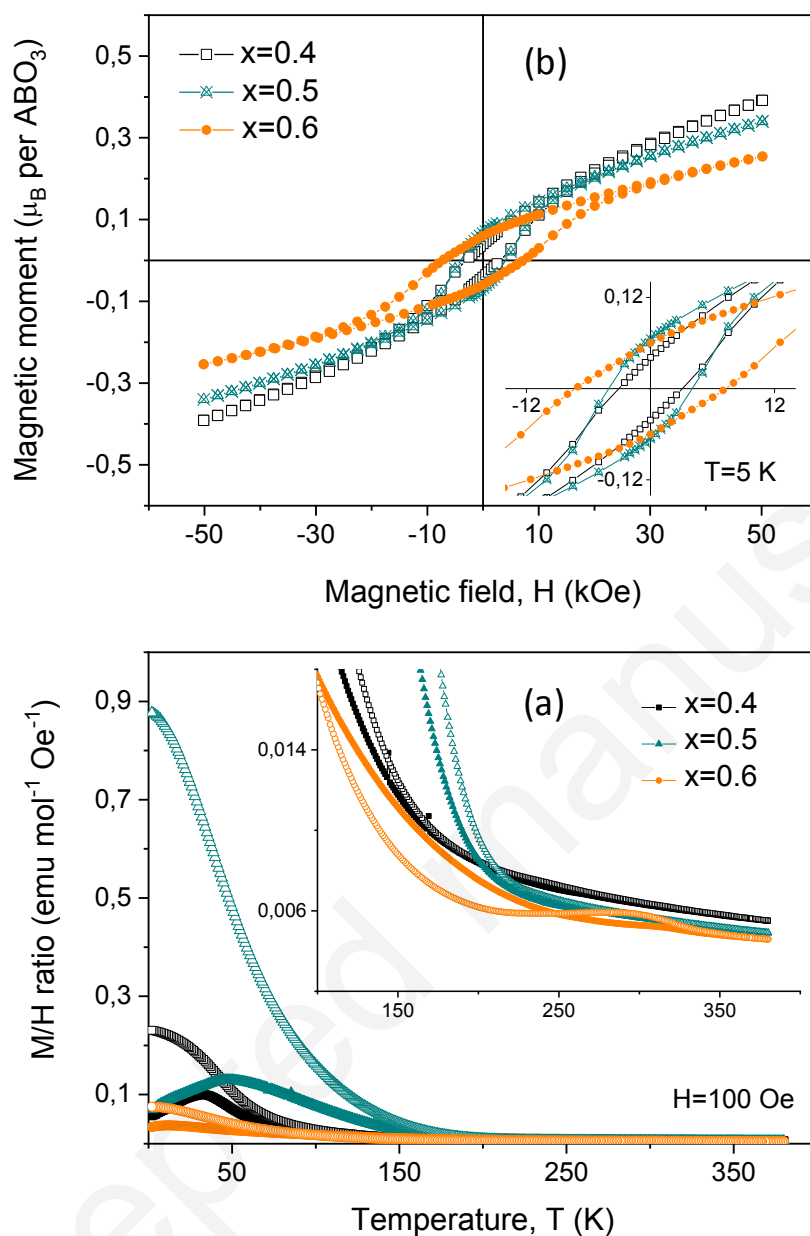 Magnetic moment (μB per ABO3)
0,5
0,3
0,1
-0,1
-0,3
-0,5
x=0.4
x=0.5
x=0.6
(b)
0,12
-12
12
-0,12
T=5 K
-50
-30
-10
10
30
50
Magnetic field, H (kOe)
M/H ratio (emu mol-1 Oe-1)
0,9
0,7
0,5
0,3
0,1
(a)
x=0.4
x=0.5
x=0.6
0,014
0,006
150
250
350
H=100 Oe
50
150
250
350
Temperature, T (K)
epted manus